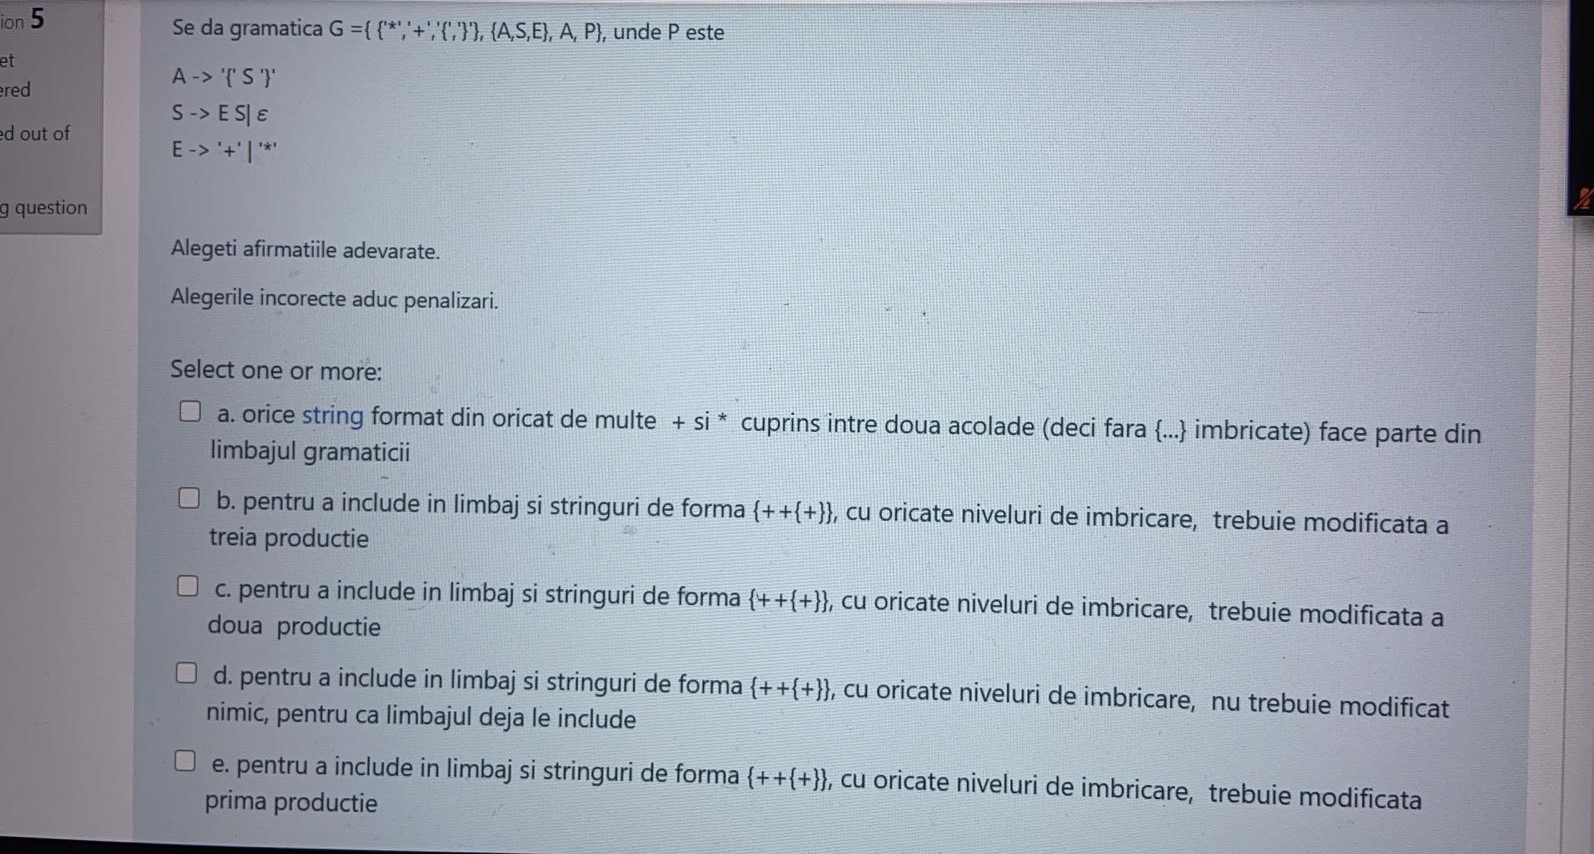 ion 5
et
ered
ed out of
g question
Se da gramatica G ={ {'*','+','{','}'}, {A,S,E}, A, P}, unde P este
A -> '{' S '}'
S -> E S| ε
E -> '+' | '*'
Alegeti afirmatiile adevarate.
Alegerile incorecte aduc penalizari.
Select one or more:
a. orice string format din oricat de multe + si * cuprins intre doua acolade (deci fara {...} imbricate) face parte din
limbajul gramaticii
b. pentru a include in limbaj si stringuri de forma {++{+}}, cu oricate niveluri de imbricare, trebuie modificata a
treia productie
c. pentru a include in limbaj si stringuri de forma {++{+}}, cu oricate niveluri de imbricare, trebuie modificata a
doua productie
d. pentru a include in limbaj si stringuri de forma {++{+}}, cu oricate niveluri de imbricare, nu trebuie modificat
nimic, pentru ca limbajul deja le include
e. pentru a include in limbaj si stringuri de forma {++{+}}, cu oricate niveluri de imbricare, trebuie modificata
prima productie